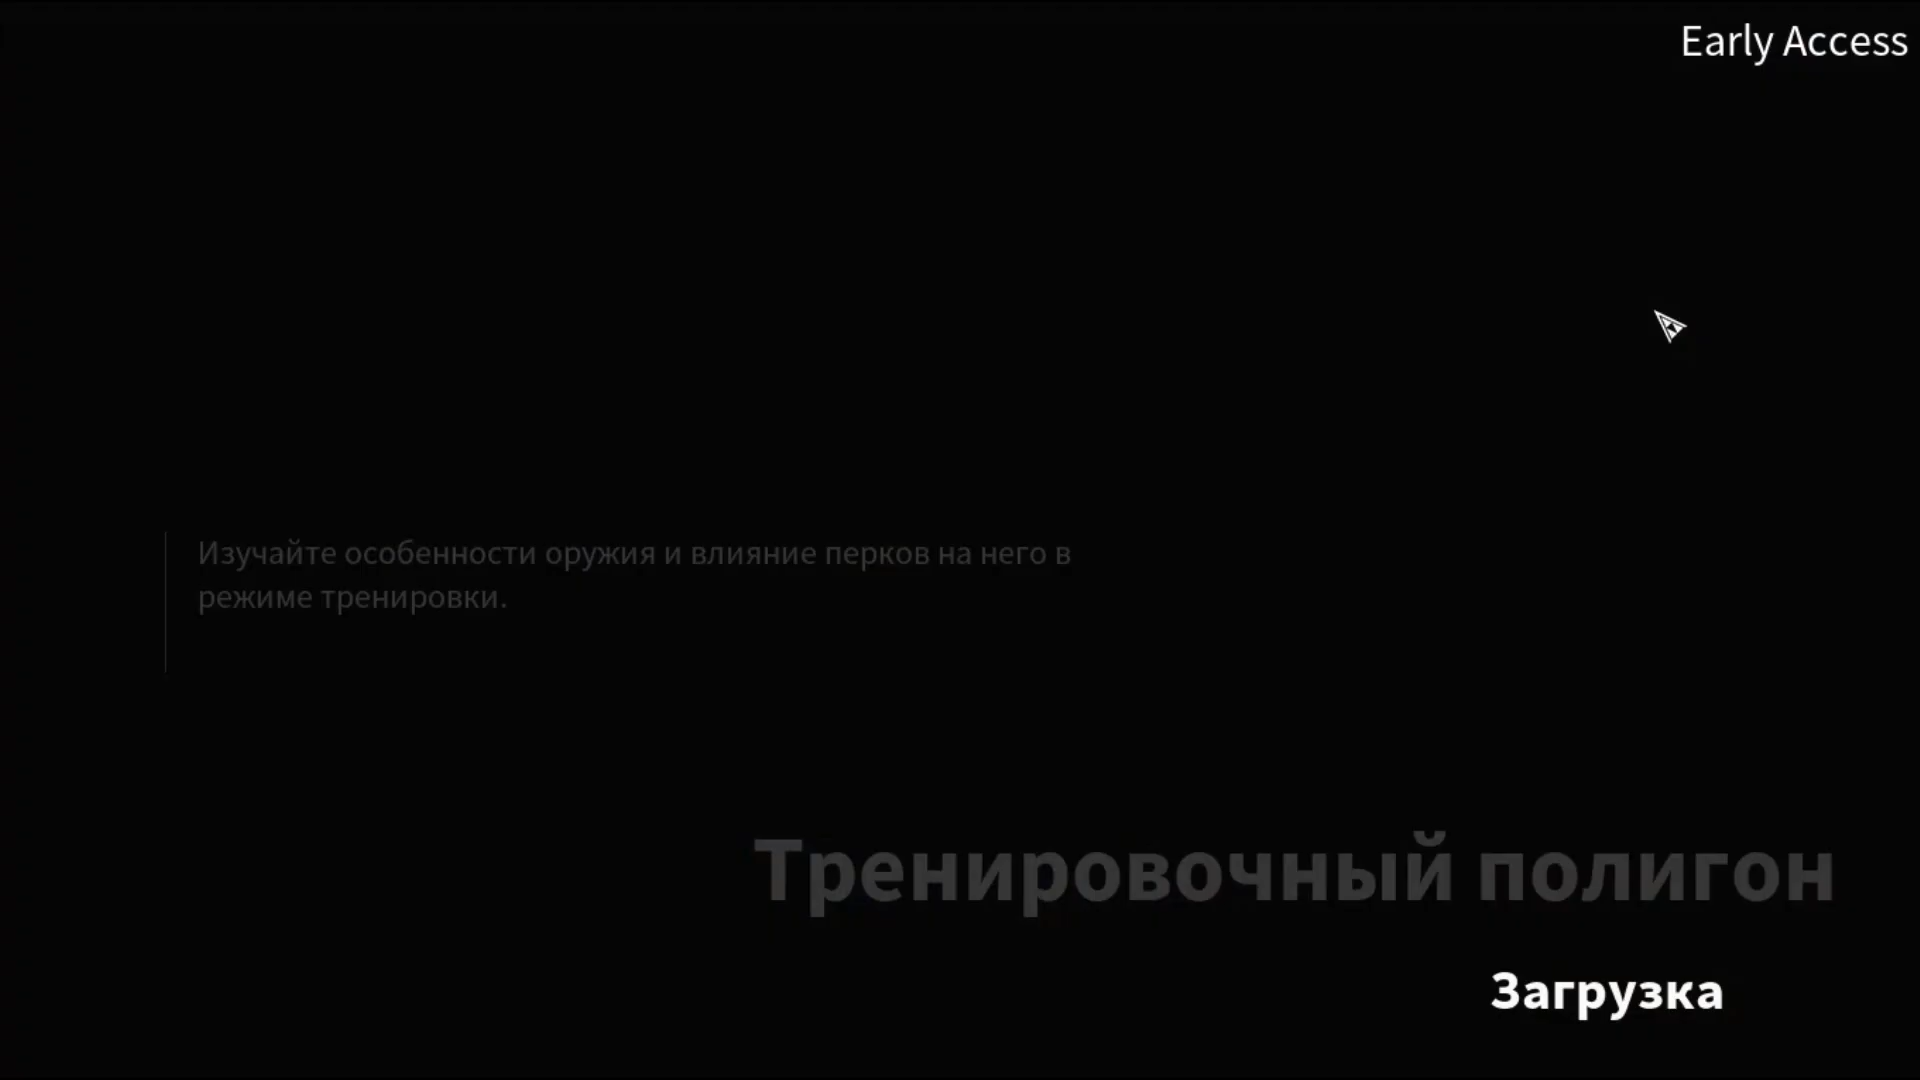 Early Access
Изучайте особенности оружия и влияние перков на него в
режиме тренировки.
Тренировочный полигон
Загрузка